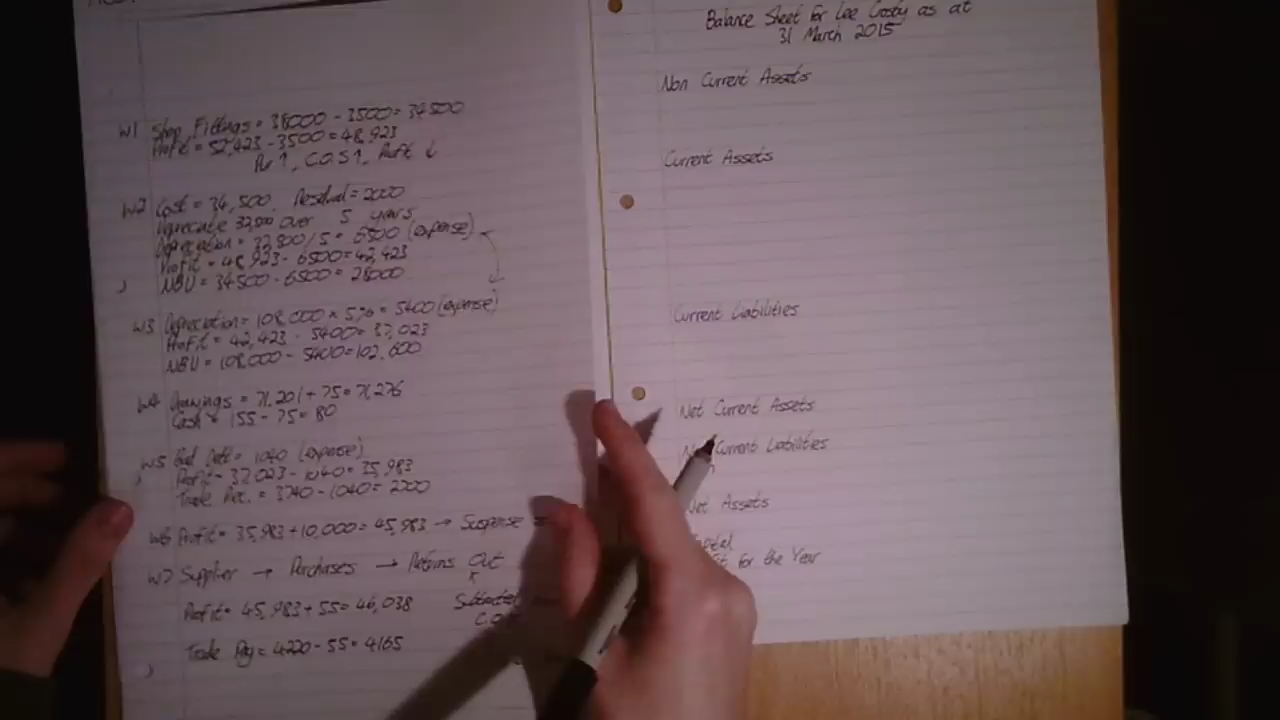 W1 Shop Fittings = 38000 - 3500 = 34500
Profit = 52,423 - 3500 = 48,923
Pur ↑, C.O.S ↑, Profit ↓
W2 Cost = 34,500, Residual = 2000
Depreciate 32,500 over 5 years
Depreciation = 32,500 / 5 = 6500 (expense)
Profit = 48,923 - 6500 = 42,423
NBV = 34500 - 6500 = 28000
W3 Depreciation = 108,000 x 5% = 5400 (expense)
Profit = 42,423 - 5400 = 37,023
NBV = 108,000 - 5400 = 102,600
W4 Drawings = 71,201 + 75 = 71,276
Cash = 155 - 75 = 80
W5 Bad Debt = 1040 (expense)
Profit = 37,023 - 1040 = 35,983
Trade Rec. = 3740 - 1040 = 2700
W6 Profit = 35,983 + 10,000 = 45,983 → Suspense
W7 Supplier → Purchases → Returns Out
Profit = 45,983 + 55 = 46,038
Trade Pay = 4220 - 55 = 4165
Balance Sheet for Lee Crosby as at
31 March 2015
Non Current Assets
Current Assets
Current Liabilities
Net Current Assets
Current Liabilities
Net Assets
for the Year